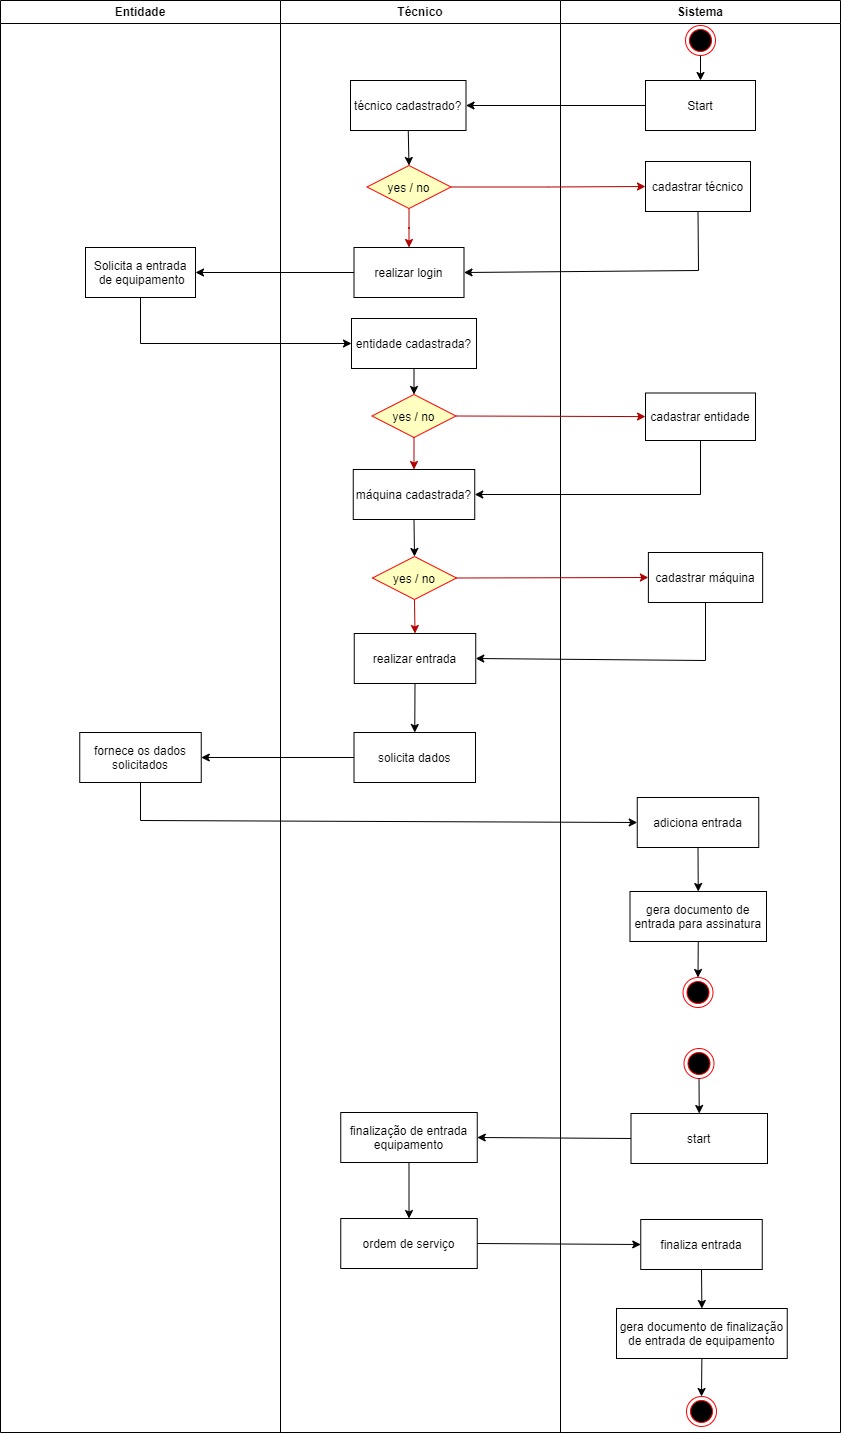 Entidade
Técnico
Sistema
técnico cadastrado?
Start
yes / no
cadastrar técnico
Solicita a entrada
de equipamento
realizar login
entidade cadastrada?
yes / no
cadastrar entidade
máquina cadastrada?
yes / no
cadastrar máquina
realizar entrada
fornece os dados
solicitados
solicita dados
adiciona entrada
gera documento de
entrada para assinatura
finalização de entrada
equipamento
start
ordem de serviço
finaliza entrada
gera documento de finalização
de entrada de equipamento